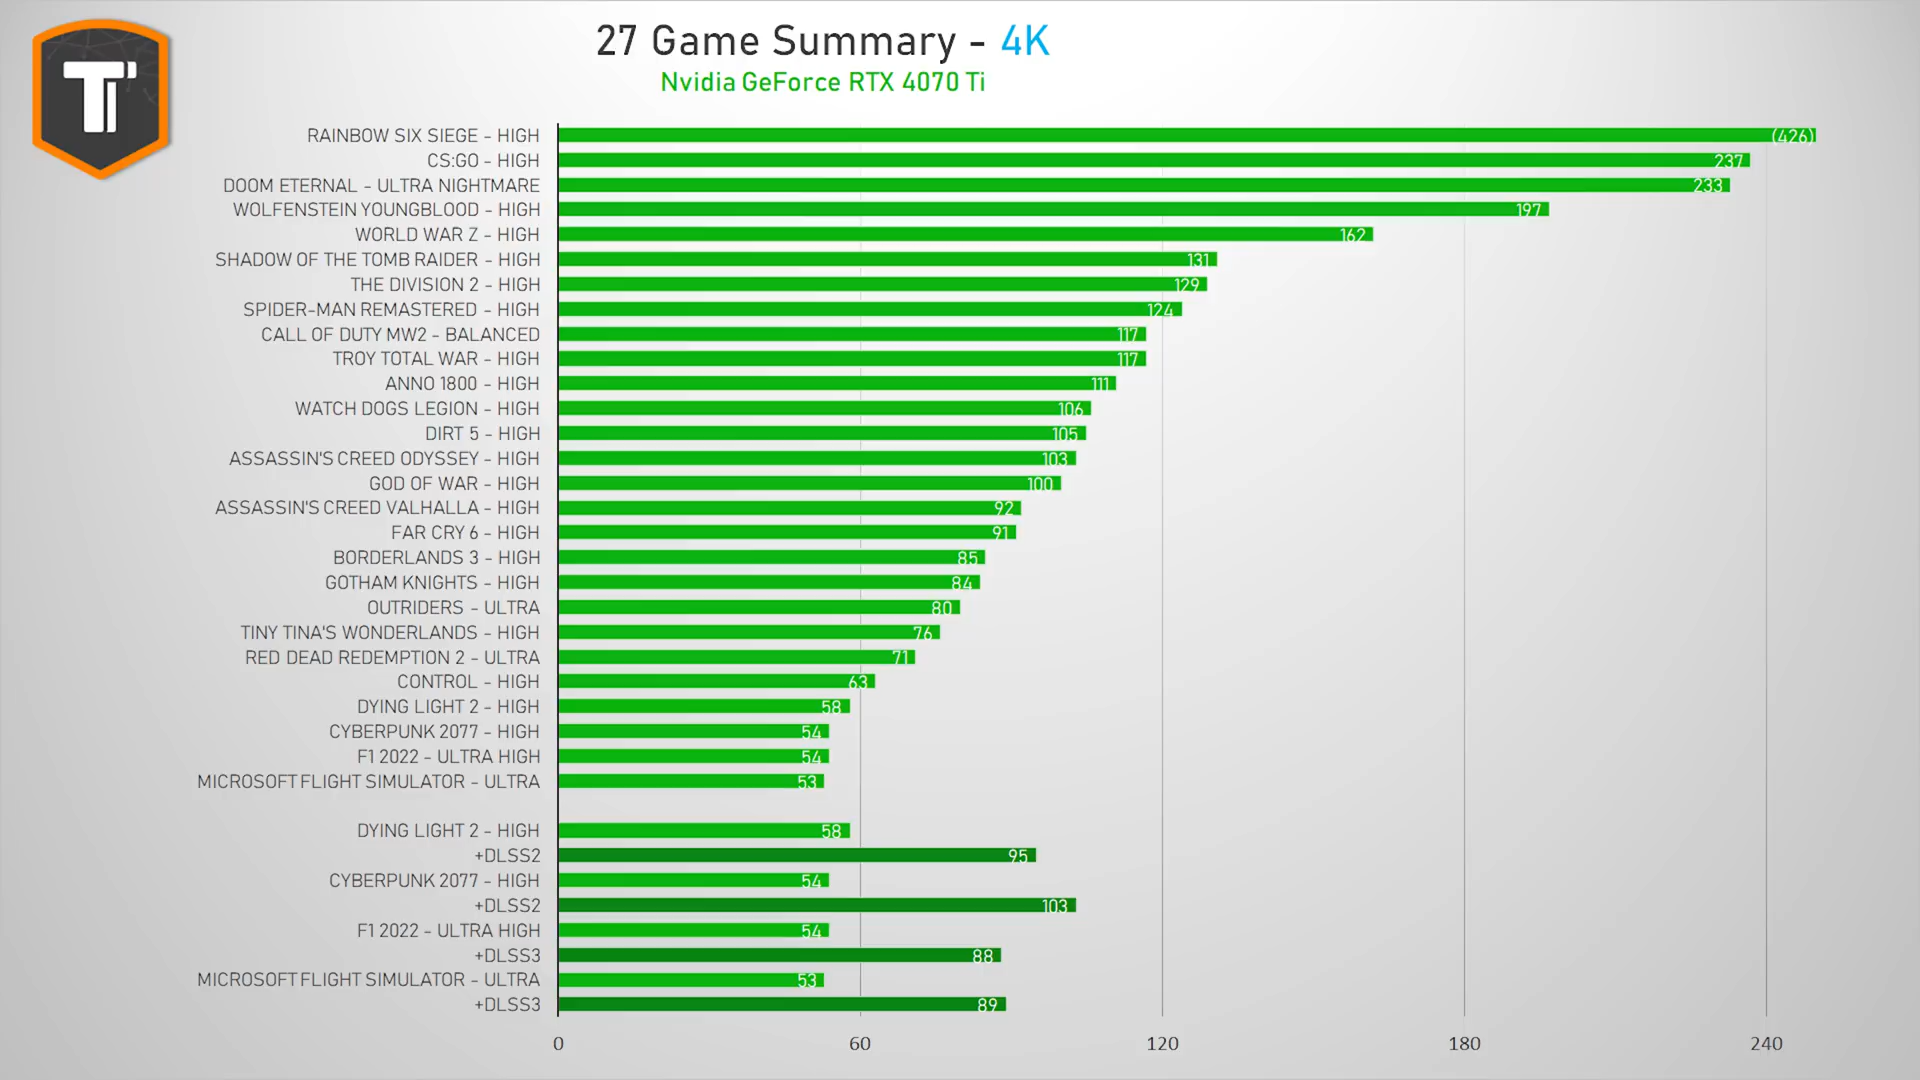 T
27 Game Summary - 4K
Nvidia GeForce RTX 4070 Ti
RAINBOW SIX SIEGE - HIGH (426)
CS:GO - HIGH 237
DOOM ETERNAL - ULTRA NIGHTMARE 233
WOLFENSTEIN YOUNGBLOOD - HIGH 197
WORLD WAR Z - HIGH 162
SHADOW OF THE TOMB RAIDER - HIGH 131
THE DIVISION 2 - HIGH 129
SPIDER-MAN REMASTERED - HIGH 124
CALL OF DUTY MW2 - BALANCED 117
TROY TOTAL WAR - HIGH 117
ANNO 1800 - HIGH 111
WATCH DOGS LEGION - HIGH 106
DIRT 5 - HIGH 105
ASSASSIN'S CREED ODYSSEY - HIGH 103
GOD OF WAR - HIGH 100
ASSASSIN'S CREED VALHALLA - HIGH 92
FAR CRY 6 - HIGH 91
BORDERLANDS 3 - HIGH 85
GOTHAM KNIGHTS - HIGH 84
OUTRIDERS - ULTRA 80
TINY TINA'S WONDERLANDS - HIGH 76
RED DEAD REDEMPTION 2 - ULTRA 71
CONTROL - HIGH 63
DYING LIGHT 2 - HIGH 58
CYBERPUNK 2077 - HIGH 54
F1 2022 - ULTRA HIGH 54
MICROSOFT FLIGHT SIMULATOR - ULTRA 53
DYING LIGHT 2 - HIGH 58
+DLSS2 95
CYBERPUNK 2077 - HIGH 54
+DLSS2 103
F1 2022 - ULTRA HIGH 54
+DLSS3 88
MICROSOFT FLIGHT SIMULATOR - ULTRA 53
+DLSS3 89
0 60 120 180 240